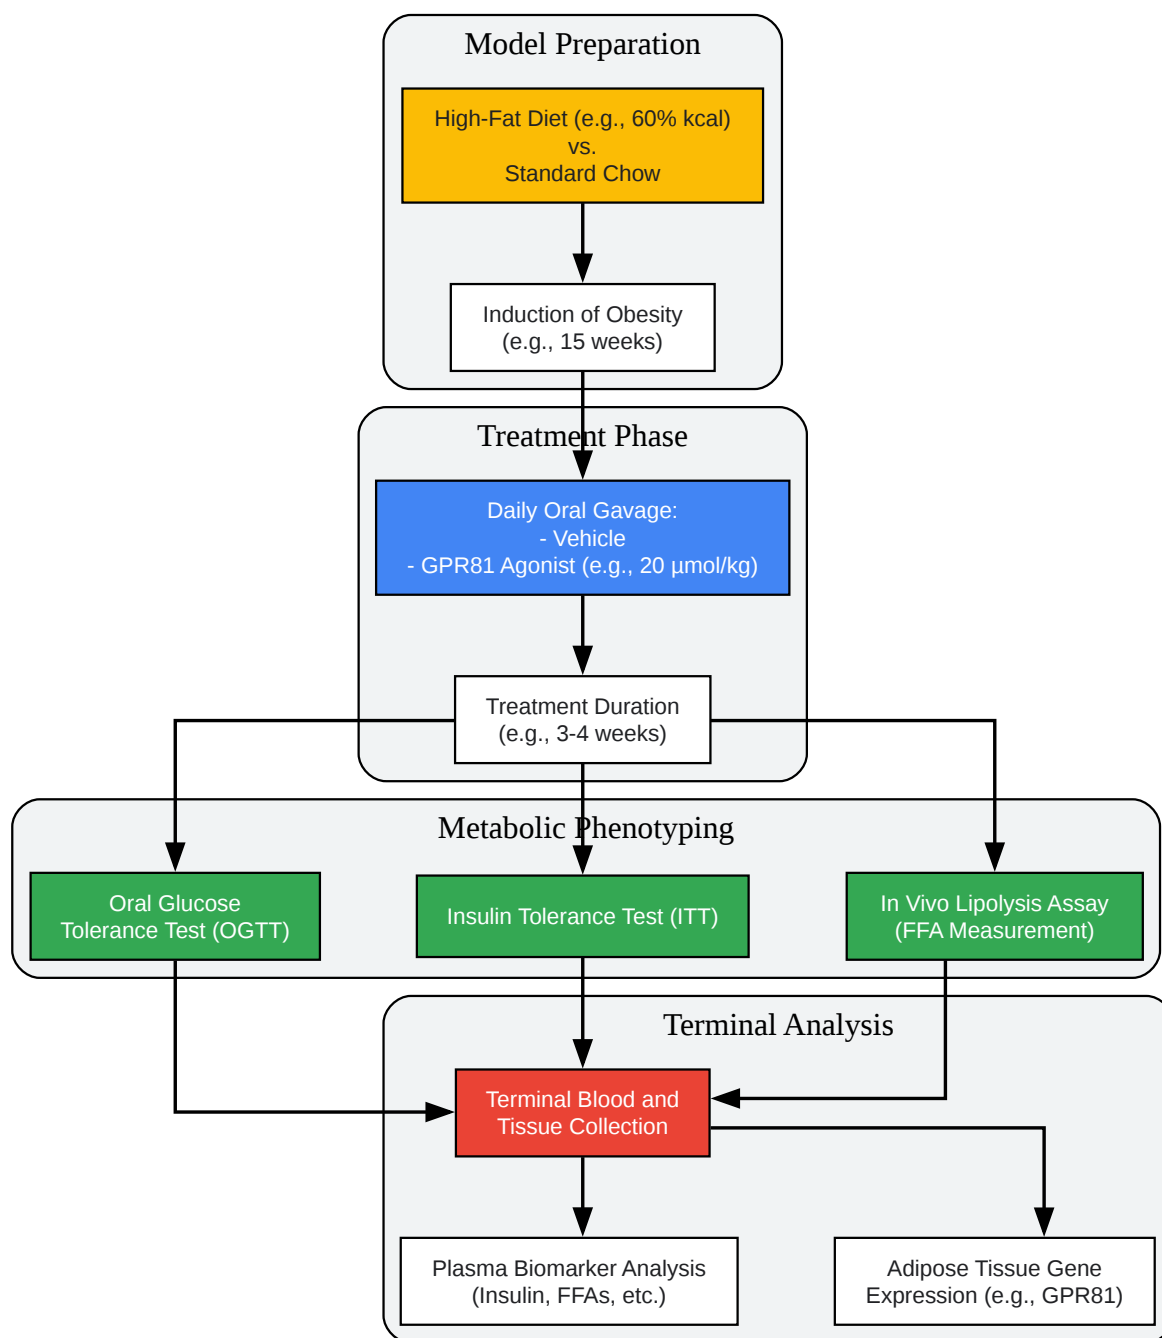 Model Preparation
High-Fat Diet (e.g., 60% kcal)
vs.
Standard Chow
Induction of Obesity
(e.g., 15 weeks)
Treatment Phase
Daily Oral Gavage:
- Vehicle
- GPR81 Agonist (e.g., 20 µmol/kg)
Treatment Duration
(e.g., 3-4 weeks)
Metabolic Phenotyping
Oral Glucose
Tolerance Test (OGTT)
Insulin Tolerance Test (ITT)
In Vivo Lipolysis Assay
(FFA Measurement)
Terminal Analysis
Terminal Blood and
Tissue Collection
Plasma Biomarker Analysis
(Insulin, FFAs, etc.)
Adipose Tissue Gene
Expression (e.g., GPR81)